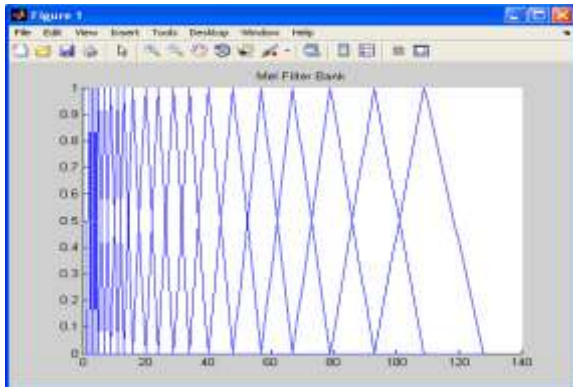 Figure 1
File Edit View Insert Tools Desktop Window Help
Mel Filter Bank
1
0.9
0.8
0.7
0.6
0.5
0.4
0.3
0.2
0.1
0
0 20 40 60 80 100 120 140